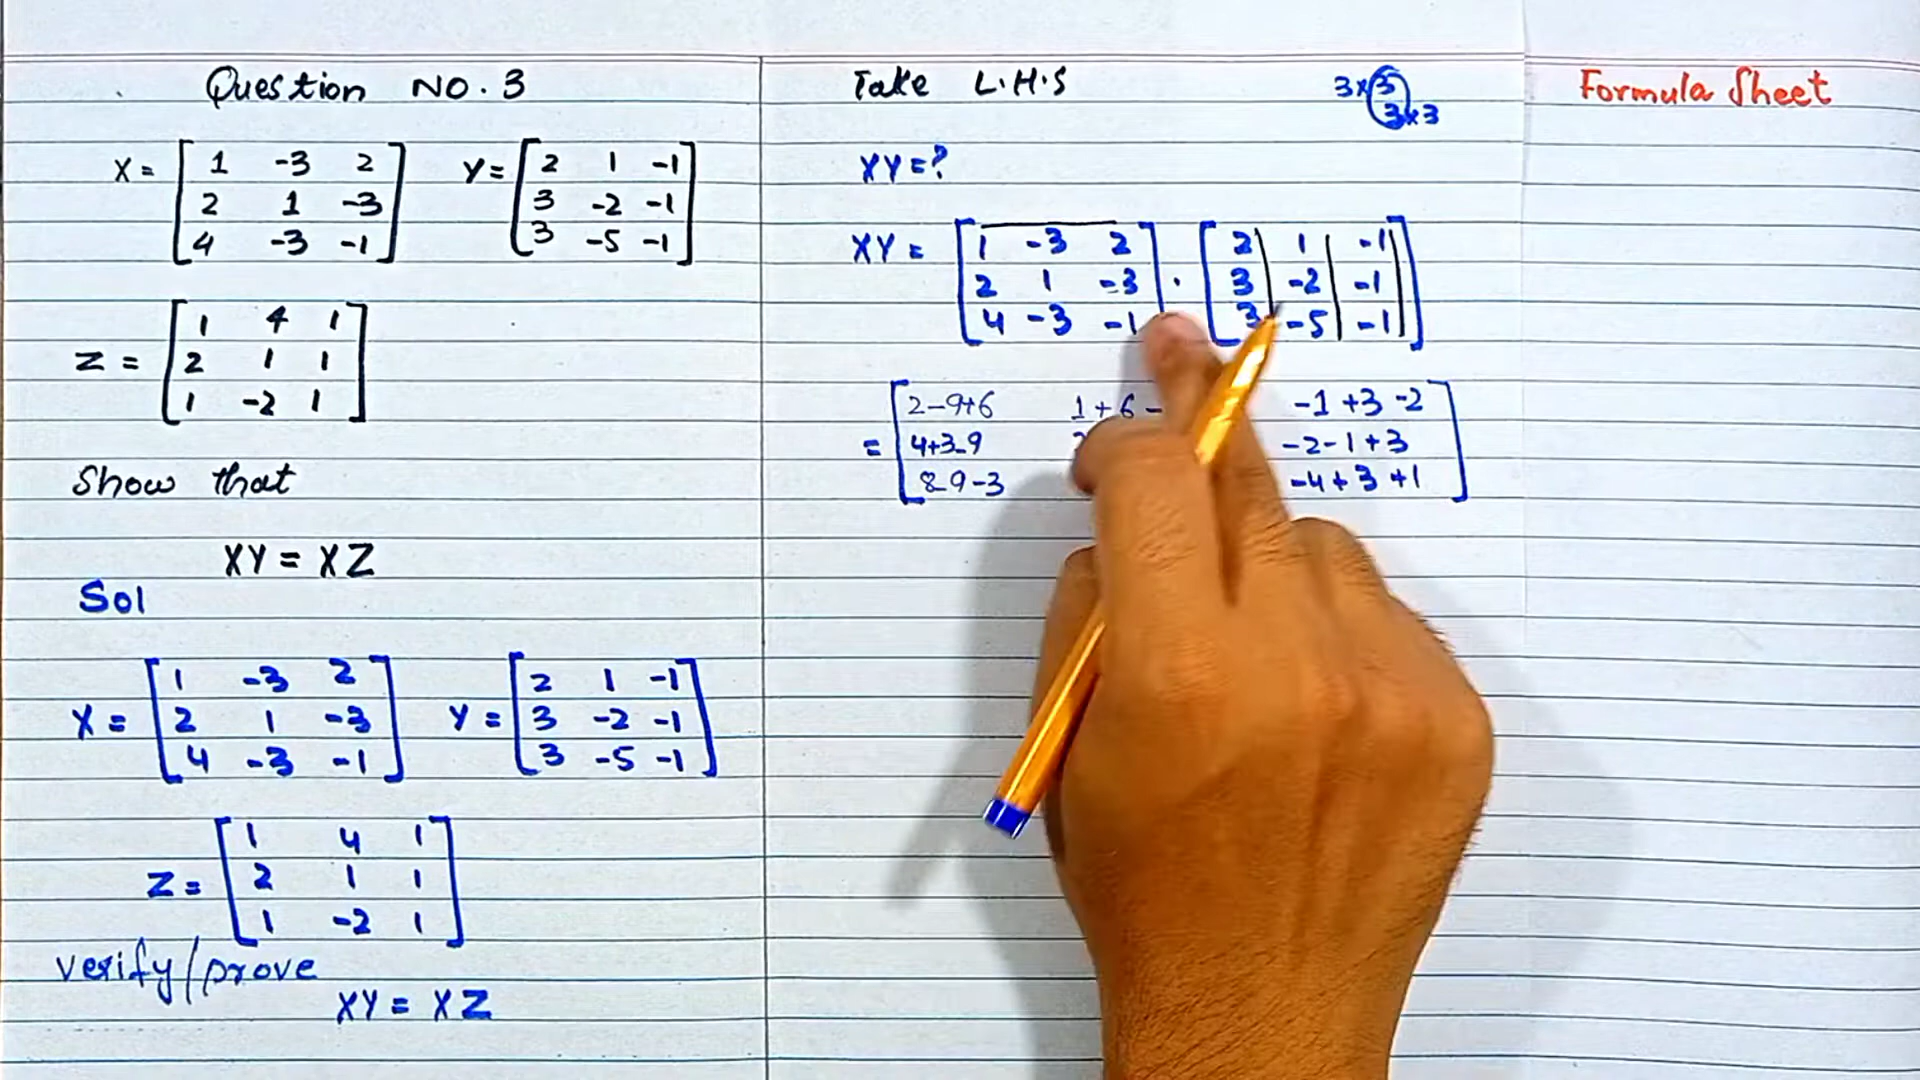 Question NO. 3
X = [1 -3 2
2 1 -3
4 -3 -1]
Y = [2 1 -1
3 -2 -1
3 -5 -1]
Z = [1 4 1
2 1 1
1 -2 1]
Show that
XY = XZ
Sol
X = [1 -3 2
2 1 -3
4 -3 -1]
Y = [2 1 -1
3 -2 -1
3 -5 -1]
Z = [1 4 1
2 1 1
1 -2 1]
verify/prove
XY = XZ
Take L.H.S
3x3
3x3
XY = ?
XY = [1 -3 2
2 1 -3
4 -3 -1] . [2 1 -1
3 -2 -1
3 -5 -1]
= [2-9+6 1+6- -1+3-2
4+3-9 -2-1+3
8-9-3 -4+3+1]
Formula Sheet